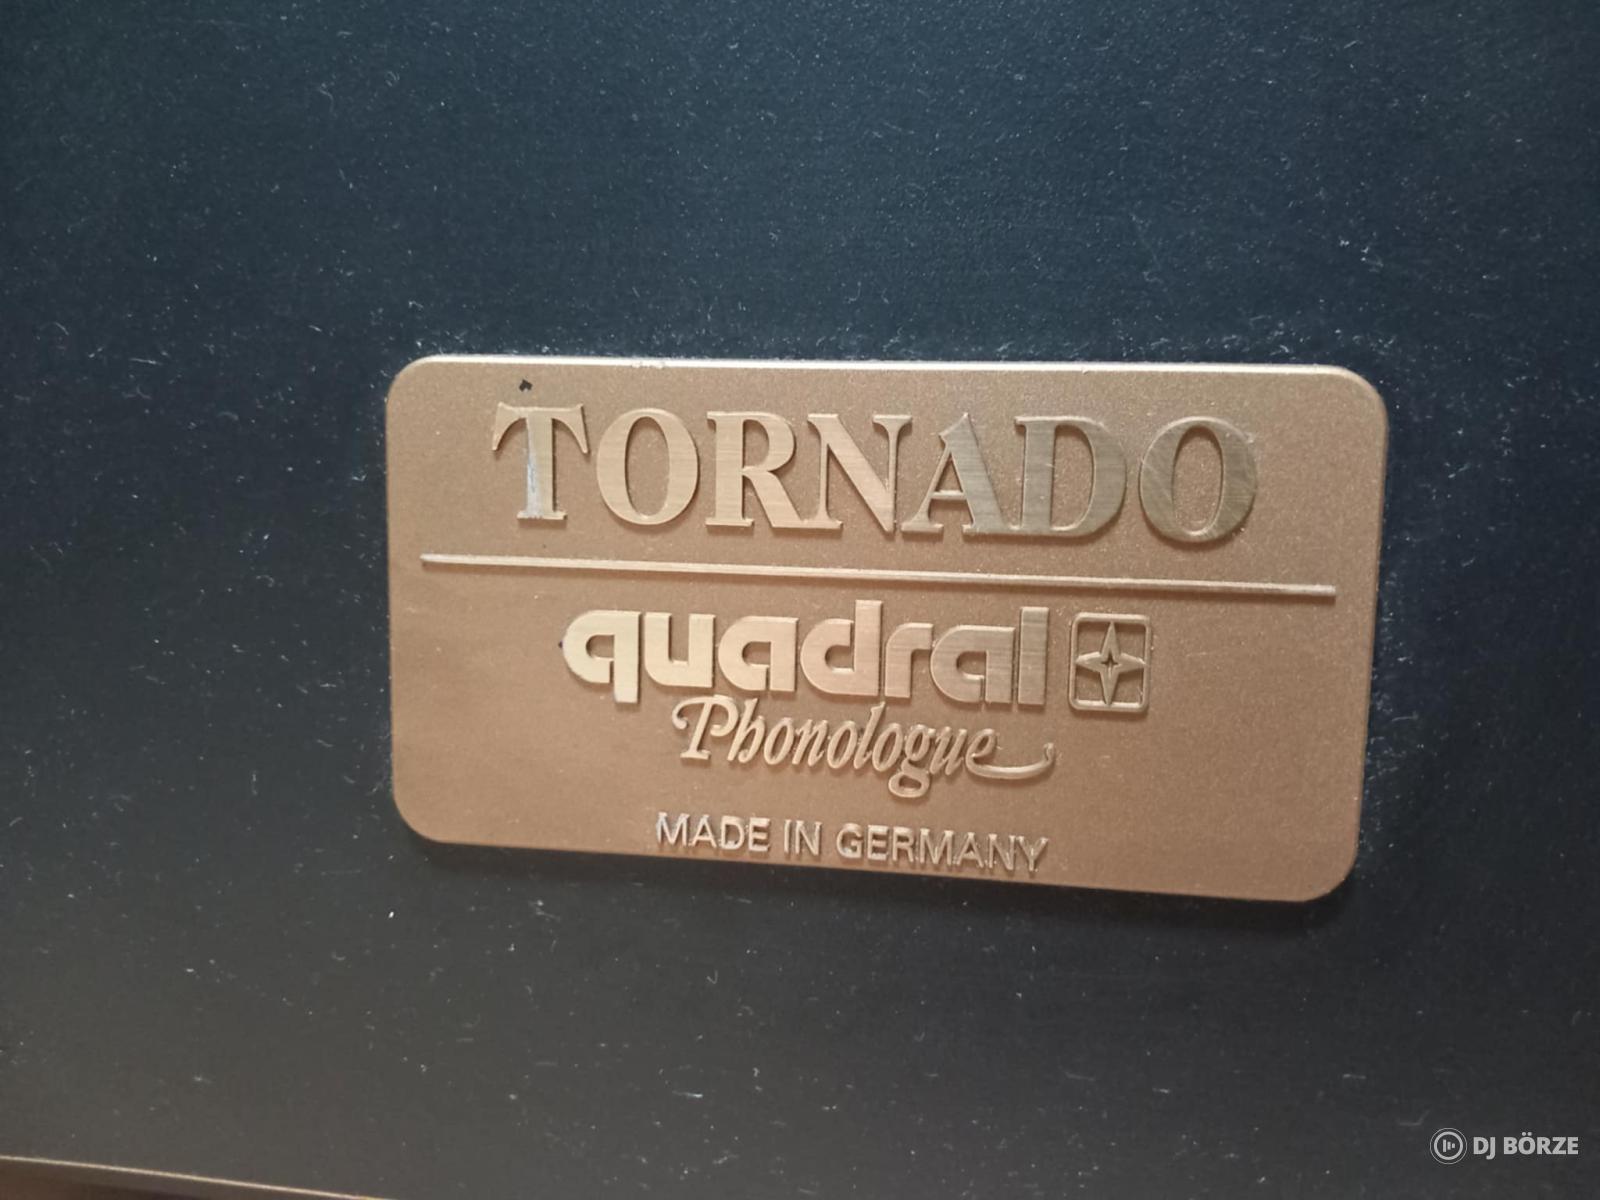 TORNADO
quadral
Phonologue
MADE IN GERMANY
DJ BÖRZE